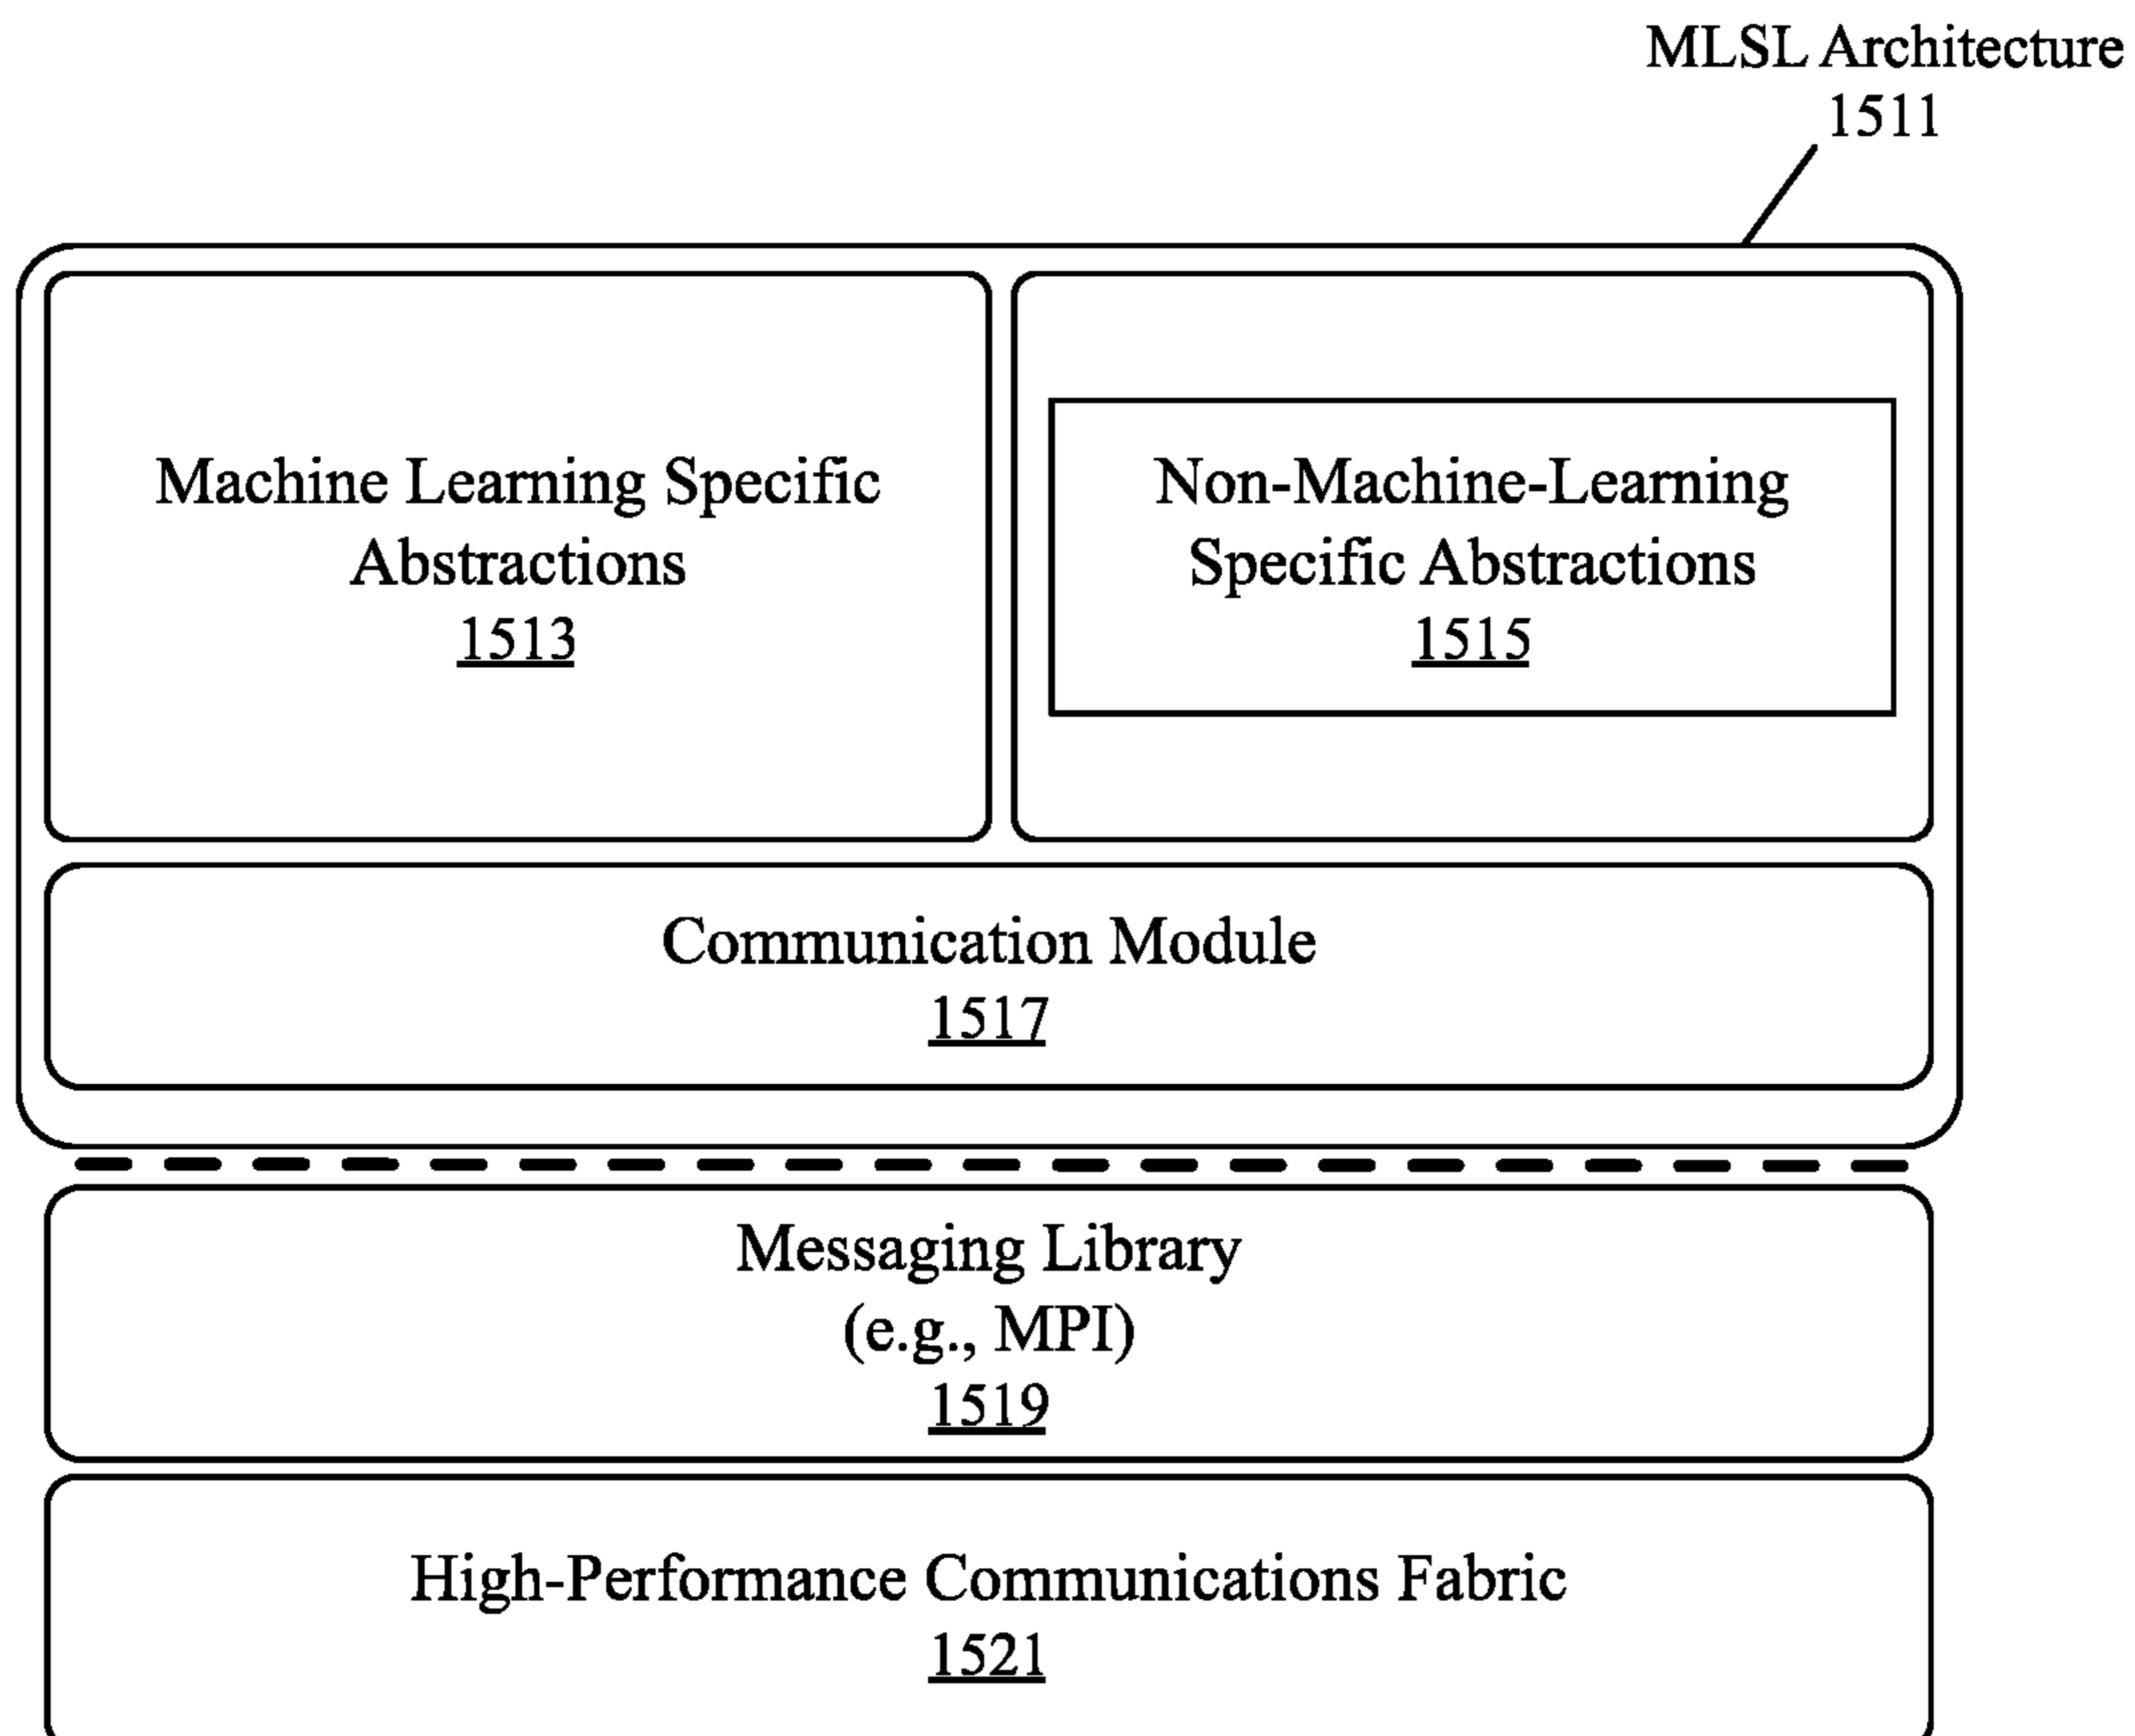 MLSL Architecture
1511
Machine Learning Specific
Abstractions
1513
Non-Machine-Learning
Specific Abstractions
1515
Communication Module
1517
Messaging Library
(e.g., MPI)
1519
High-Performance Communications Fabric
1521